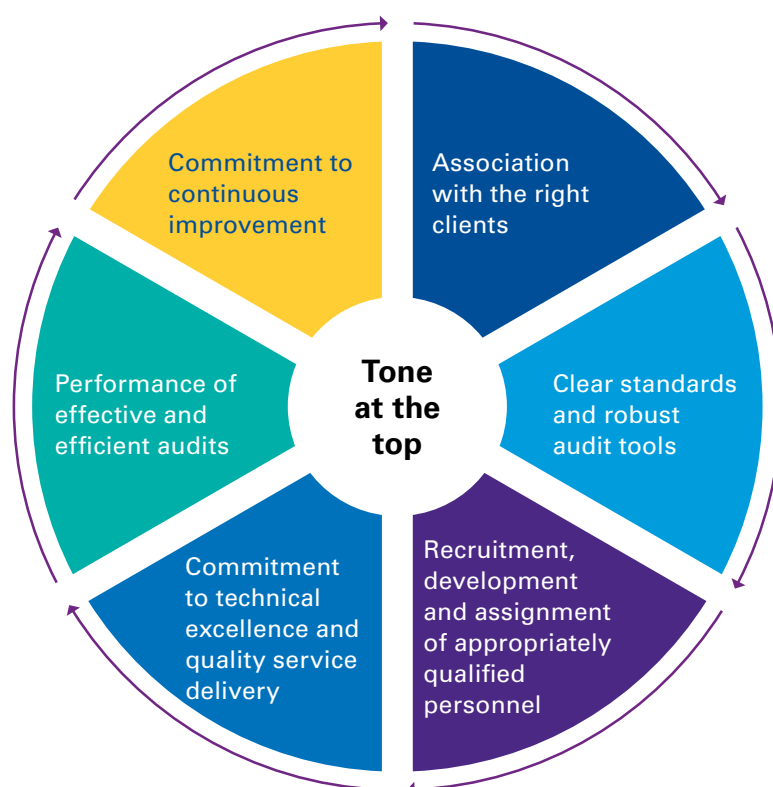 Commitment to
continuous
improvement
Association
with the right
clients
Performance of
effective and
efficient audits
Tone
at the
top
Clear standards
and robust
audit tools
Commitment
to technical
excellence and
quality service
delivery
Recruitment,
development
and assignment
of appropriately
qualified
personnel